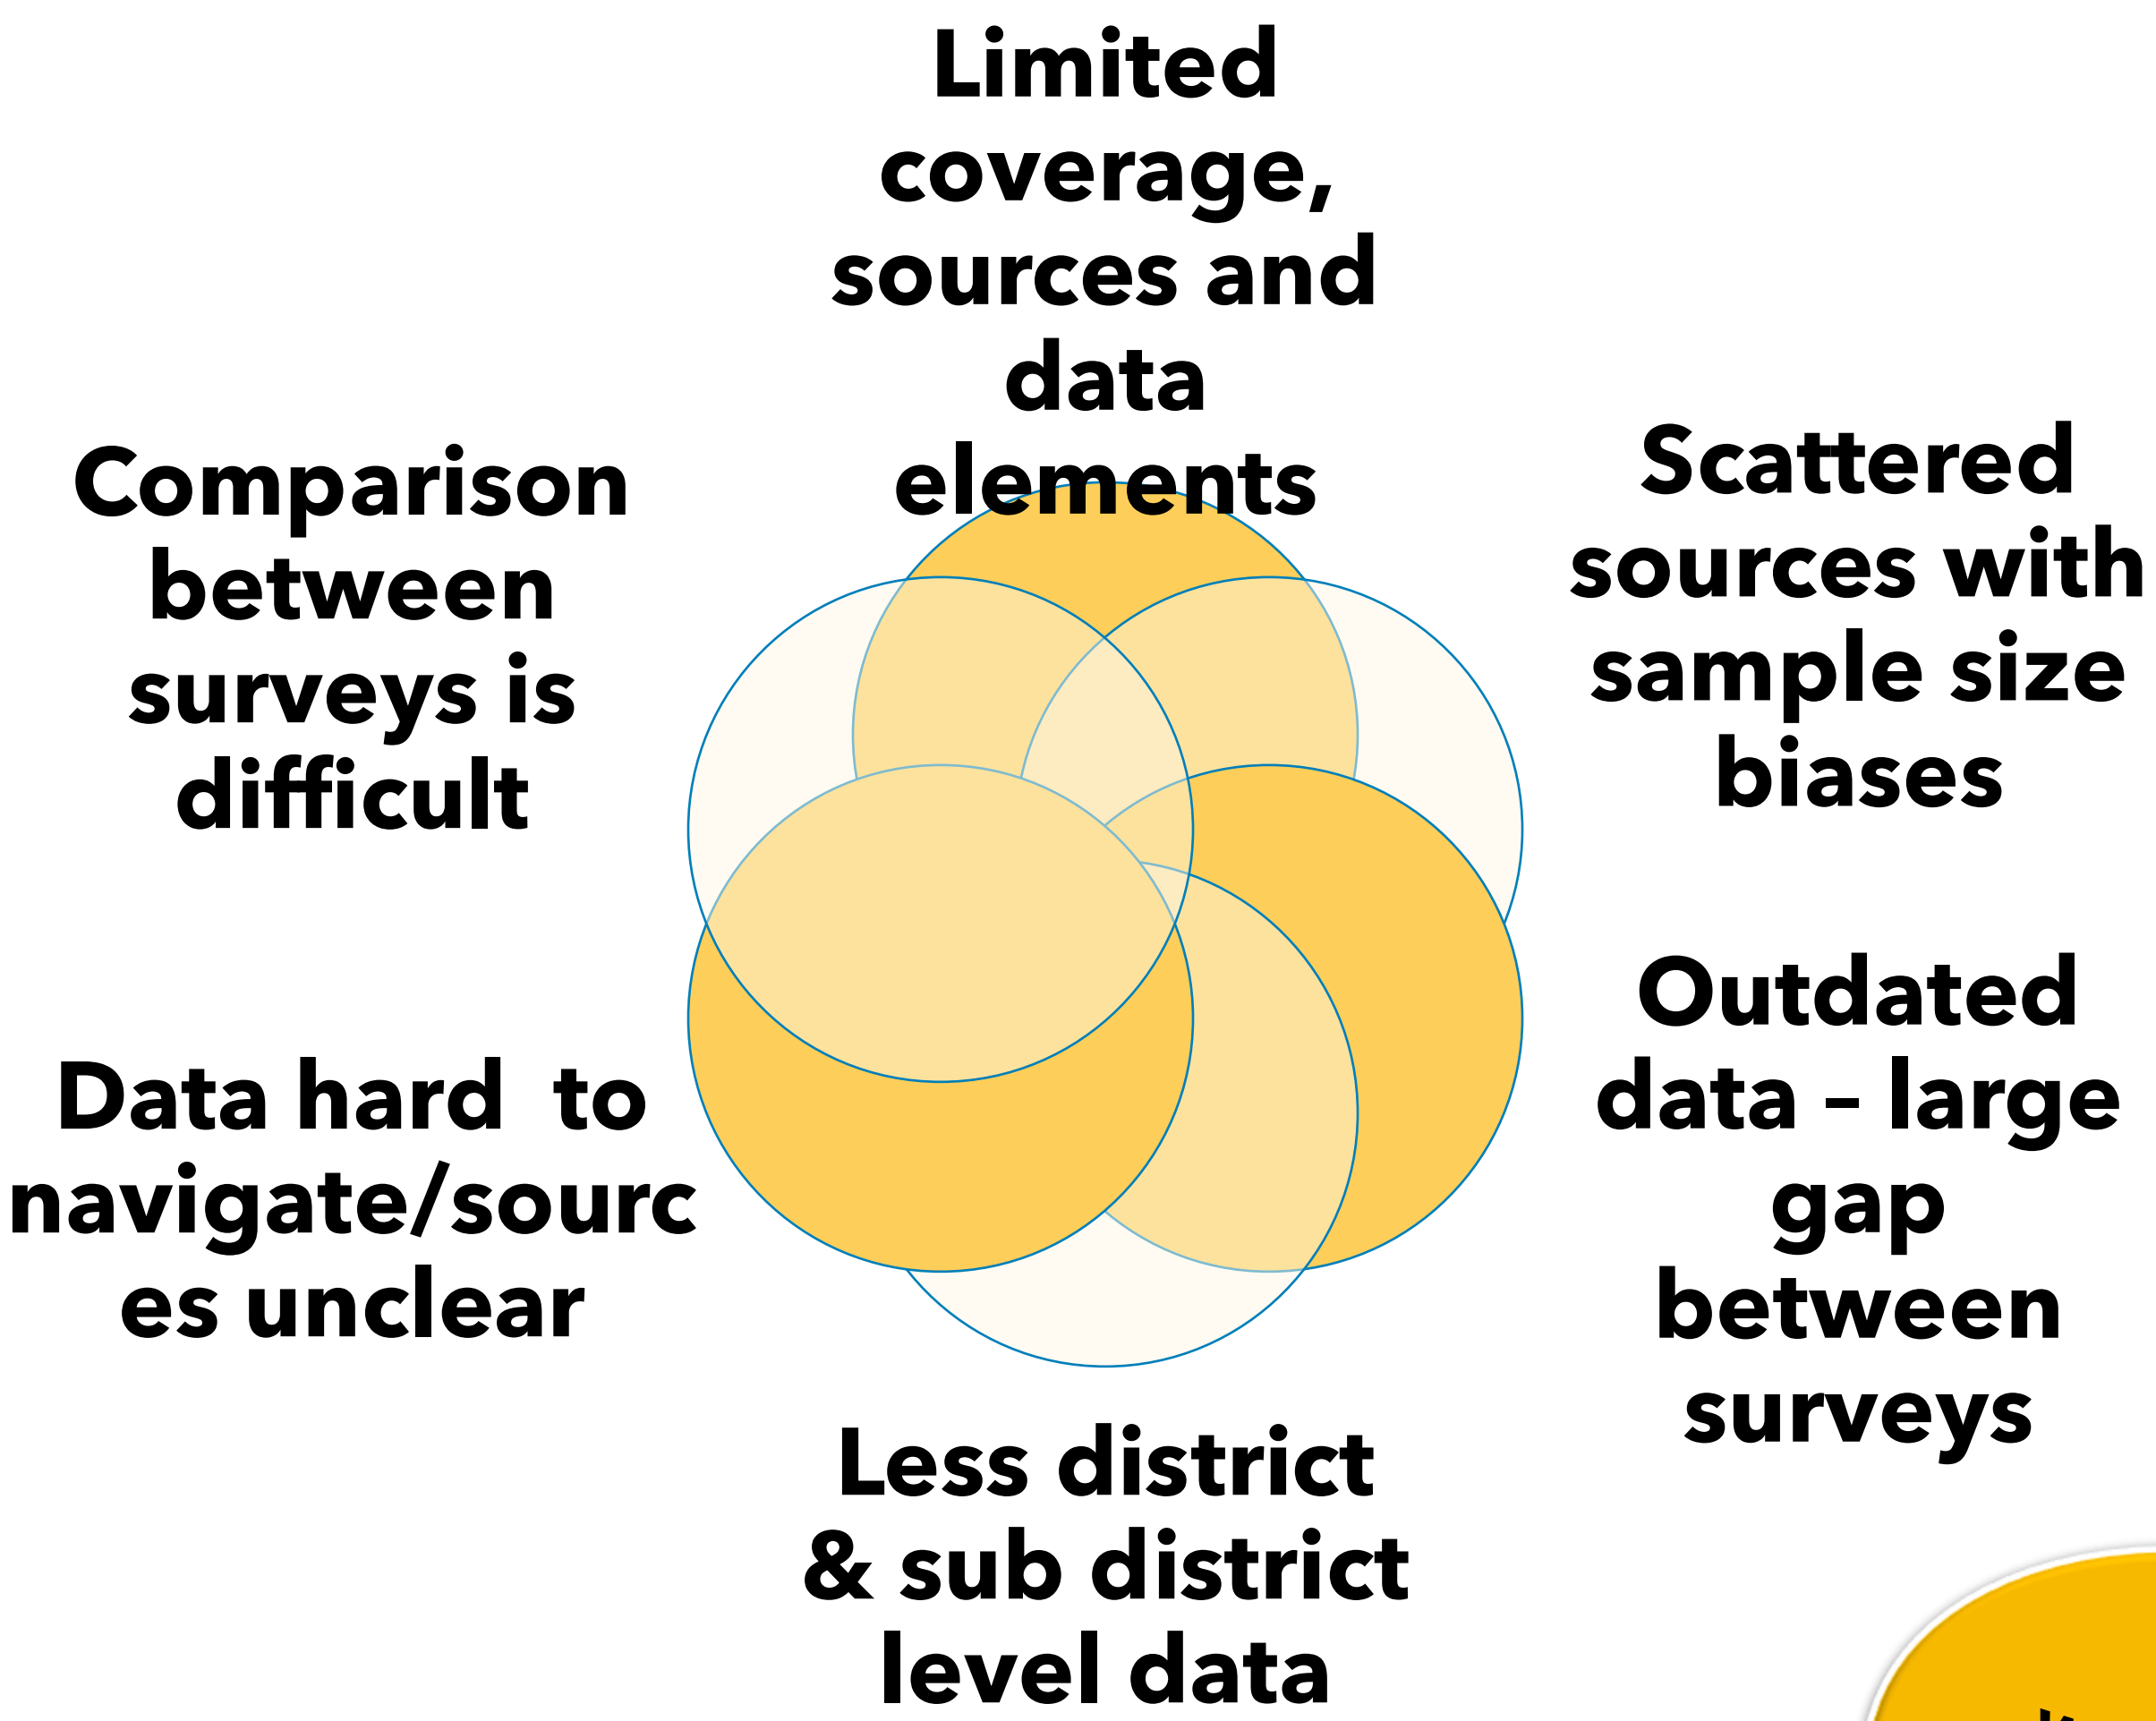 Limited
coverage,
sources and
data
elements
Scattered
sources with
sample size
biases
Outdated
data – large
gap
between
surveys
Less district
& sub district
level data
Data hard  to
navigate/sourc
es unclear
Comparison
between
surveys is
difficult